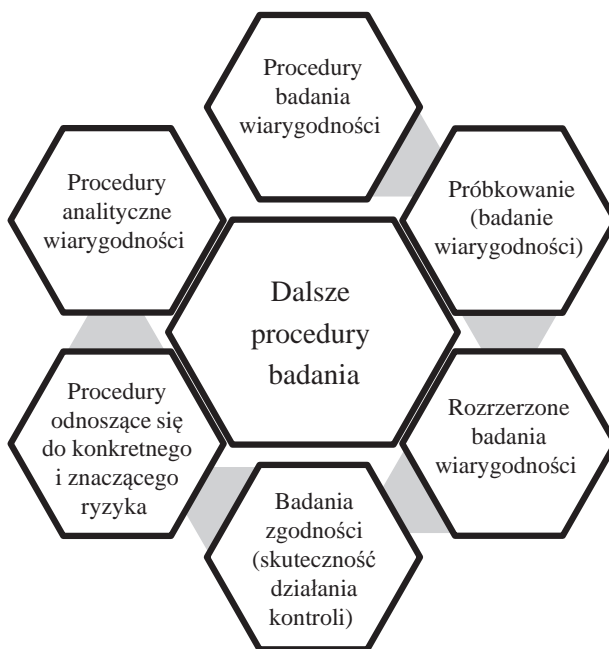 Procedury
badania
wiarygodności
Próbkowanie
(badanie
wiarygodności)
Rozrzerzone
badania
wiarygodności
Badania
zgodności
(skuteczność
działania
kontroli)
Procedury
odnoszące się
do konkretnego
i znaczącego
ryzyka
Procedury
analityczne
wiarygodności
Dalsze
procedury
badania